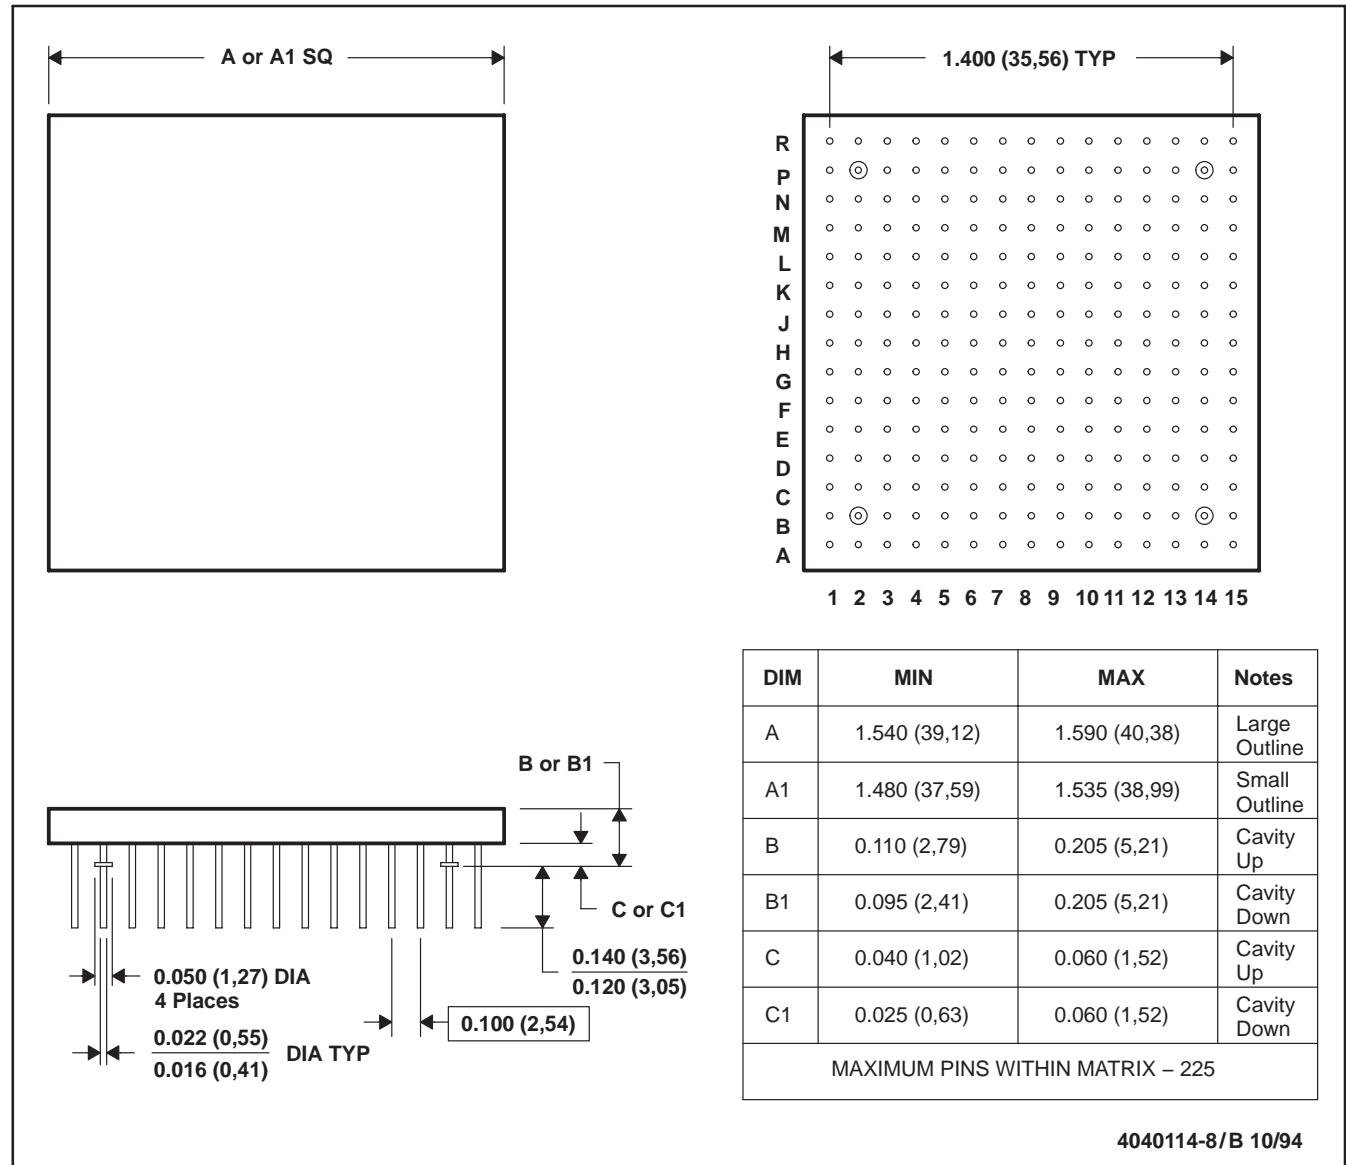 A or A1 SQ
1.400 (35,56) TYP
R
P
N
M
L
K
J
H
G
F
E
D
C
B
A
1 2 3 4 5 6 7 8 9 10 11 12 13 14 15
B or B1
C or C1
0.140 (3,56)
0.120 (3,05)
0.050 (1,27) DIA
4 Places
0.100 (2,54)
0.022 (0,55)
0.016 (0,41)
DIA TYP
DIM MIN MAX Notes
A 1.540 (39,12) 1.590 (40,38) Large Outline
A1 1.480 (37,59) 1.535 (38,99) Small Outline
B 0.110 (2,79) 0.205 (5,21) Cavity Up
B1 0.095 (2,41) 0.205 (5,21) Cavity Down
C 0.040 (1,02) 0.060 (1,52) Cavity Up
C1 0.025 (0,63) 0.060 (1,52) Cavity Down
MAXIMUM PINS WITHIN MATRIX – 225
4040114-8/B 10/94